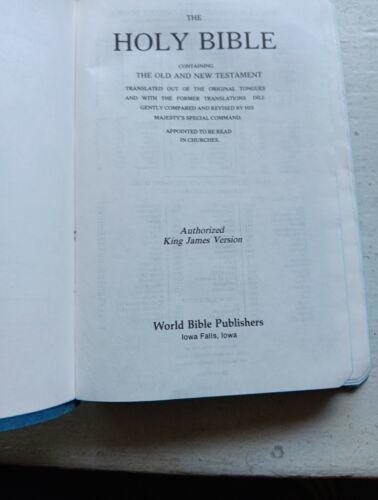 THE
HOLY BIBLE
CONTAINING
THE OLD AND NEW TESTAMENT
TRANSLATED OUT OF THE ORIGINAL TONGUES
AND WITH THE FORMER TRANSLATIONS DILI-
GENTLY COMPARED AND REVISED BY HIS
MAJESTY'S SPECIAL COMMAND.
APPOINTED TO BE READ
IN CHURCHES.
Authorized
King James Version
World Bible Publishers
Iowa Falls, Iowa